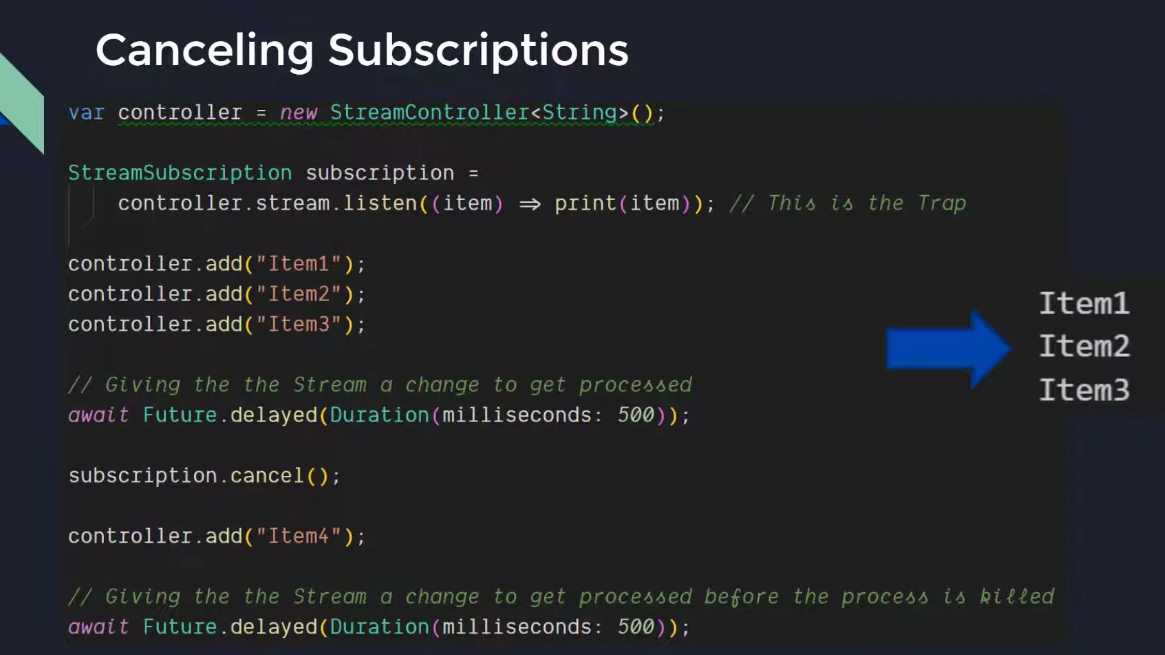 Canceling Subscriptions
var controller = new StreamController<String>();
StreamSubscription subscription =
controller.stream.listen((item) => print(item)); // This is the Trap
controller.add("Item1");
controller.add("Item2");
controller.add("Item3");
// Giving the the Stream a change to get processed
await Future.delayed(Duration(milliseconds: 500));
subscription.cancel();
controller.add("Item4");
// Giving the the Stream a change to get processed before the process is killed
await Future.delayed(Duration(milliseconds: 500));
Item1
Item2
Item3